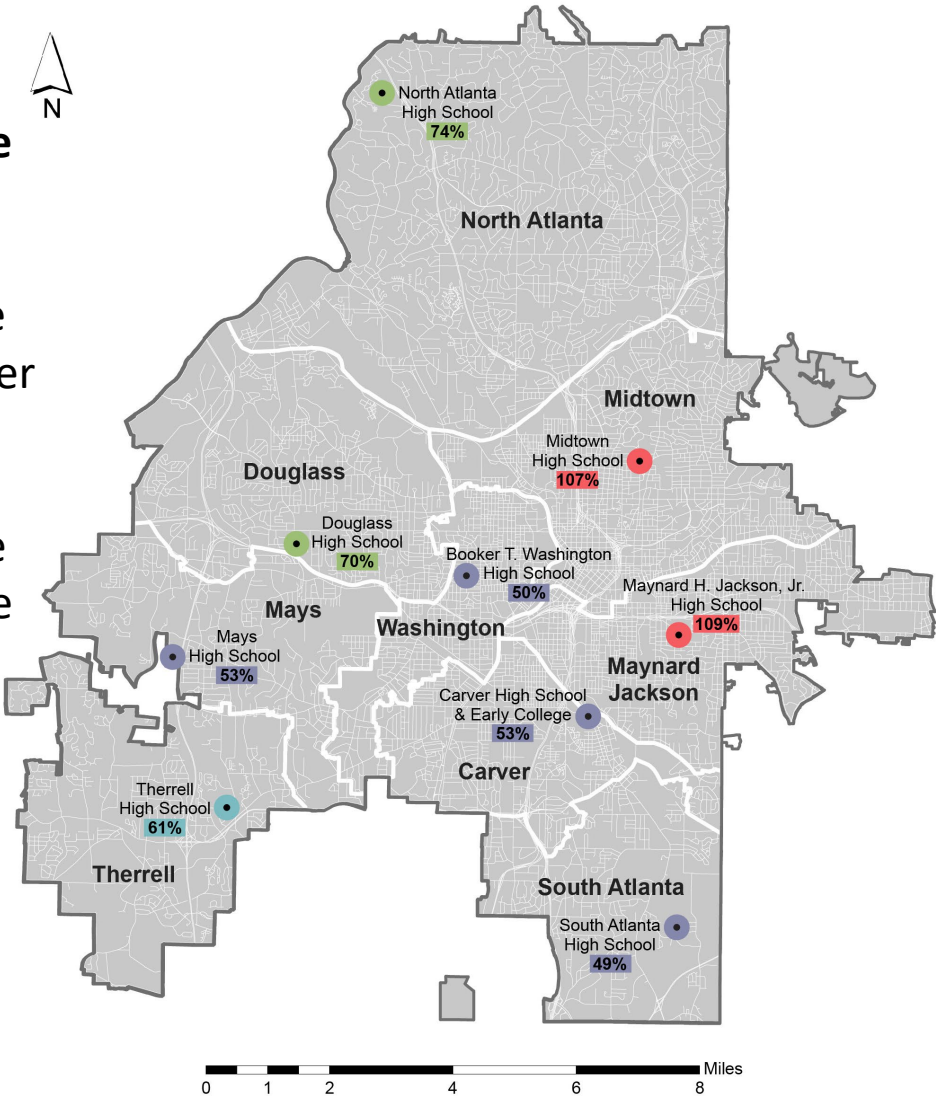 N
e
e
er
e
e
North Atlanta
High School
74%
North Atlanta
Midtown
Midtown
High School
107%
Douglass
Douglass
High School
70%
Booker T. Washington
High School
50%
Maynard H. Jackson, Jr.
High School
109%
Mays
Washington
Mays
High School
53%
Maynard
Jackson
Carver High School
& Early College
53%
Carver
Therrell
High School
61%
Therrell
South Atlanta
South Atlanta
High School
49%
Miles
0 1 2 4 6 8